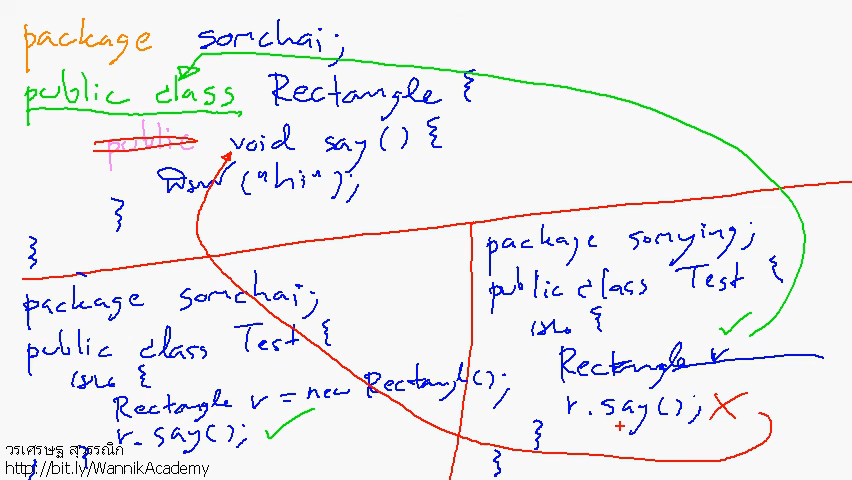 package somchai;
public class Rectangle {
public void say() {
พิมพ์("hi");
}
}
package somchai;
public class Test {
เริ่ม {
Rectangle r = new Rectangle();
r.say();
}
}
package somying;
public class Test {
เริ่ม {
Rectangle r
r.say();
}
}
วรเศรษฐ สุวรรณิก
http://bit.ly/WannikAcademy